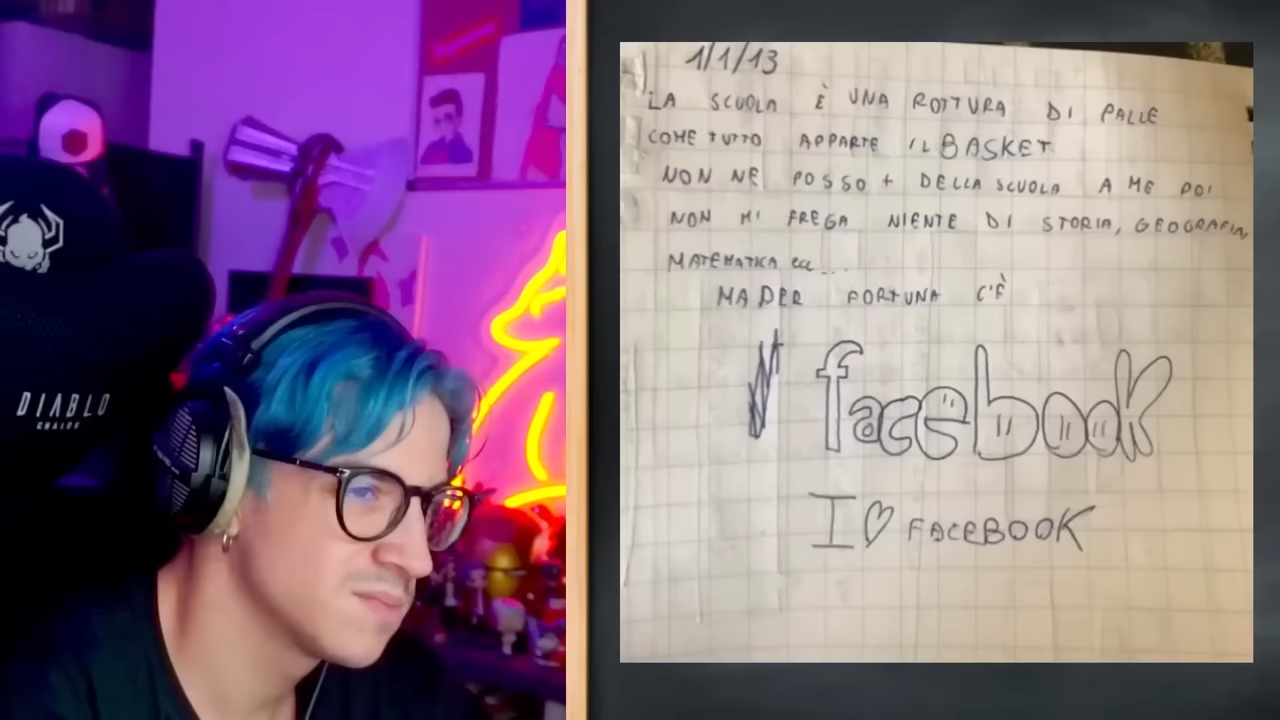 DIABLO
CHAIRS
1/1/13
LA SCUOLA È UNA ROTTURA DI PALLE
COME TUTTO APPARTE IL BASKET
NON NE POSSO + DELLA SCUOLA A ME POI
NON MI FREGA NIENTE DI STORIA, GEOGRAFIA,
MATEMATICA ecc...
MA PER FORTUNA C'È
facebook
I ♡ FACEBOOK